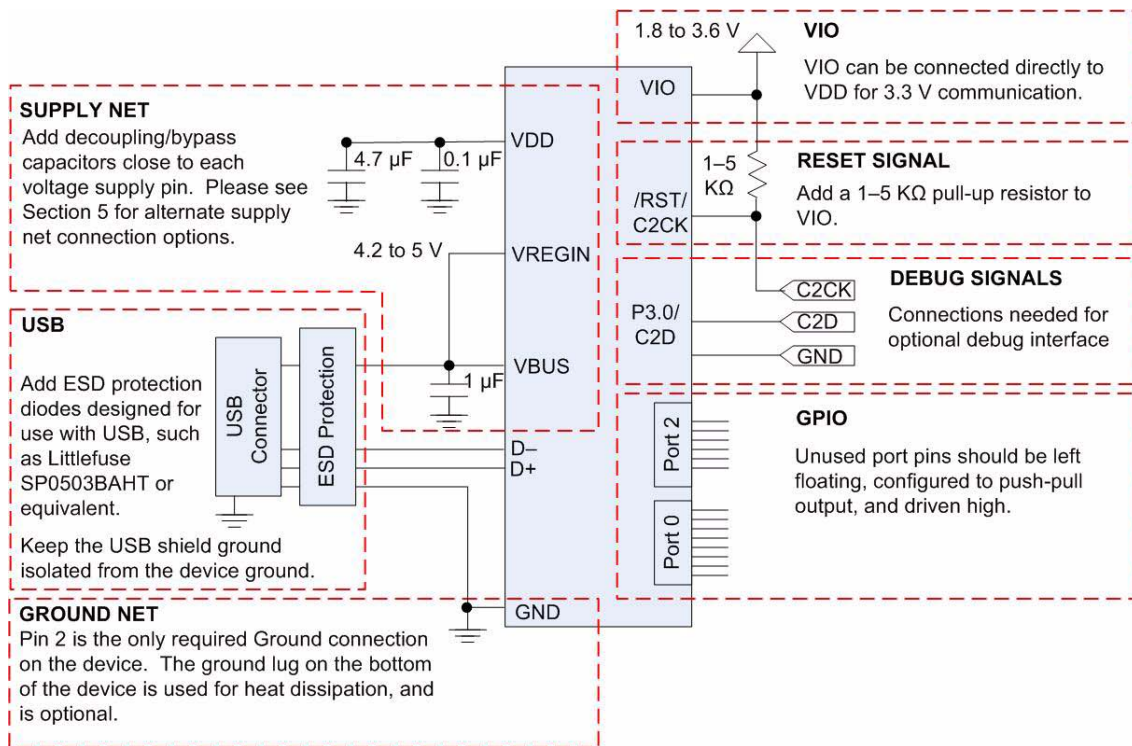 1.8 to 3.6 V
VIO
VIO can be connected directly to
VDD for 3.3 V communication.
VIO
SUPPLY NET
Add decoupling/bypass
capacitors close to each
voltage supply pin. Please see
Section 5 for alternate supply
net connection options.
4.7 µF
0.1 µF
VDD
4.2 to 5 V
VREGIN
1–5
KΩ
RESET SIGNAL
Add a 1–5 KΩ pull-up resistor to
VIO.
/RST/
C2CK
DEBUG SIGNALS
Connections needed for
optional debug interface
C2CK
C2D
GND
P3.0/
C2D
USB
Add ESD protection
diodes designed for
use with USB, such
as Littlefuse
SP0503BAHT or
equivalent.
Keep the USB shield ground
isolated from the device ground.
USB
Connector
ESD Protection
1 µF
VBUS
D–
D+
GPIO
Unused port pins should be left
floating, configured to push-pull
output, and driven high.
Port 2
Port 0
GROUND NET
Pin 2 is the only required Ground connection
on the device. The ground lug on the bottom
of the device is used for heat dissipation, and
is optional.
GND